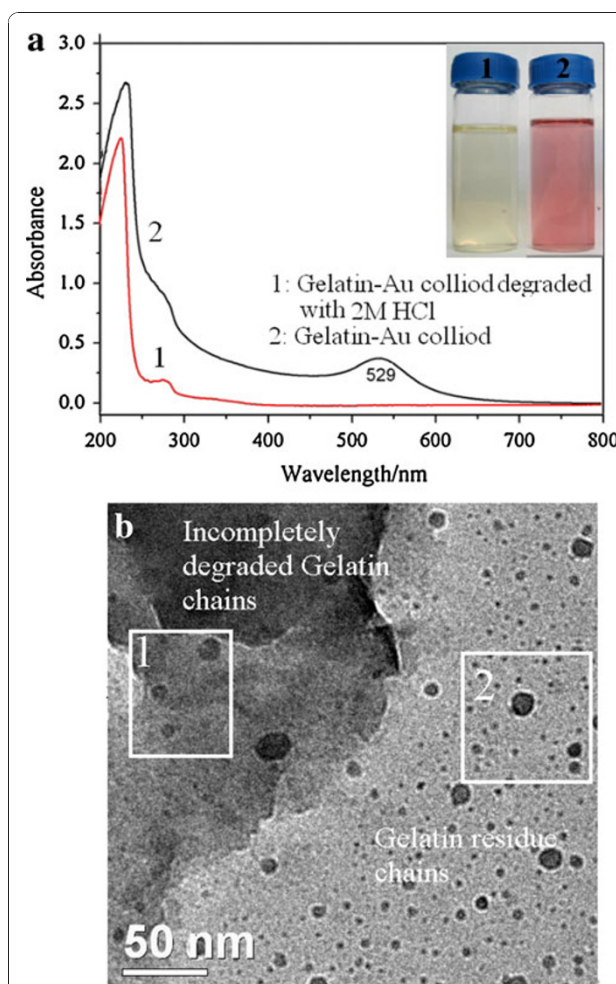 a
3.0
2.5
2.0
1.5
1.0
0.5
0.0
Absorbance
200 300 400 500 600 700 800
Wavelength/nm
1 2
2
1
529
1: Gelatin-Au colliod degraded
with 2M HCl
2: Gelatin-Au colliod
b
Incompletely
degraded Gelatin
chains
1
2
Gelatin residue
chains
50 nm